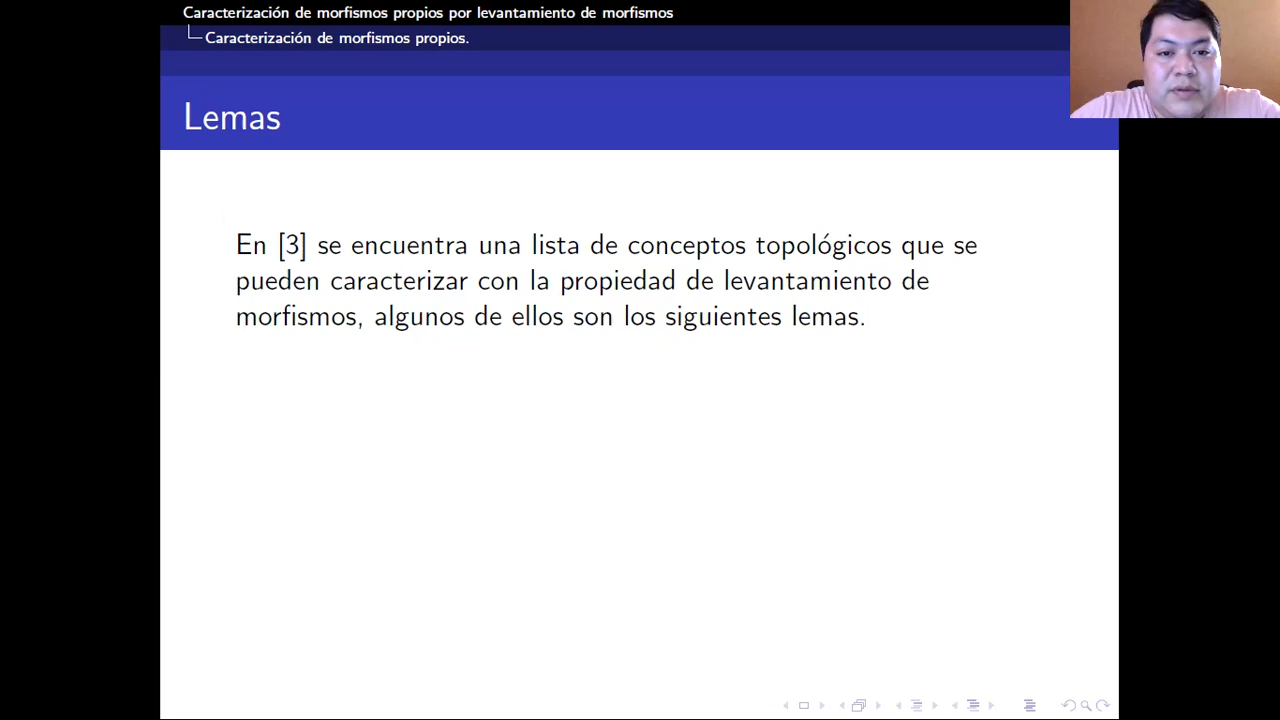 Caracterización de morfismos propios por levantamiento de morfismos
Caracterización de morfismos propios.
Lemas
En [3] se encuentra una lista de conceptos topológicos que se
pueden caracterizar con la propiedad de levantamiento de
morfismos, algunos de ellos son los siguientes lemas.